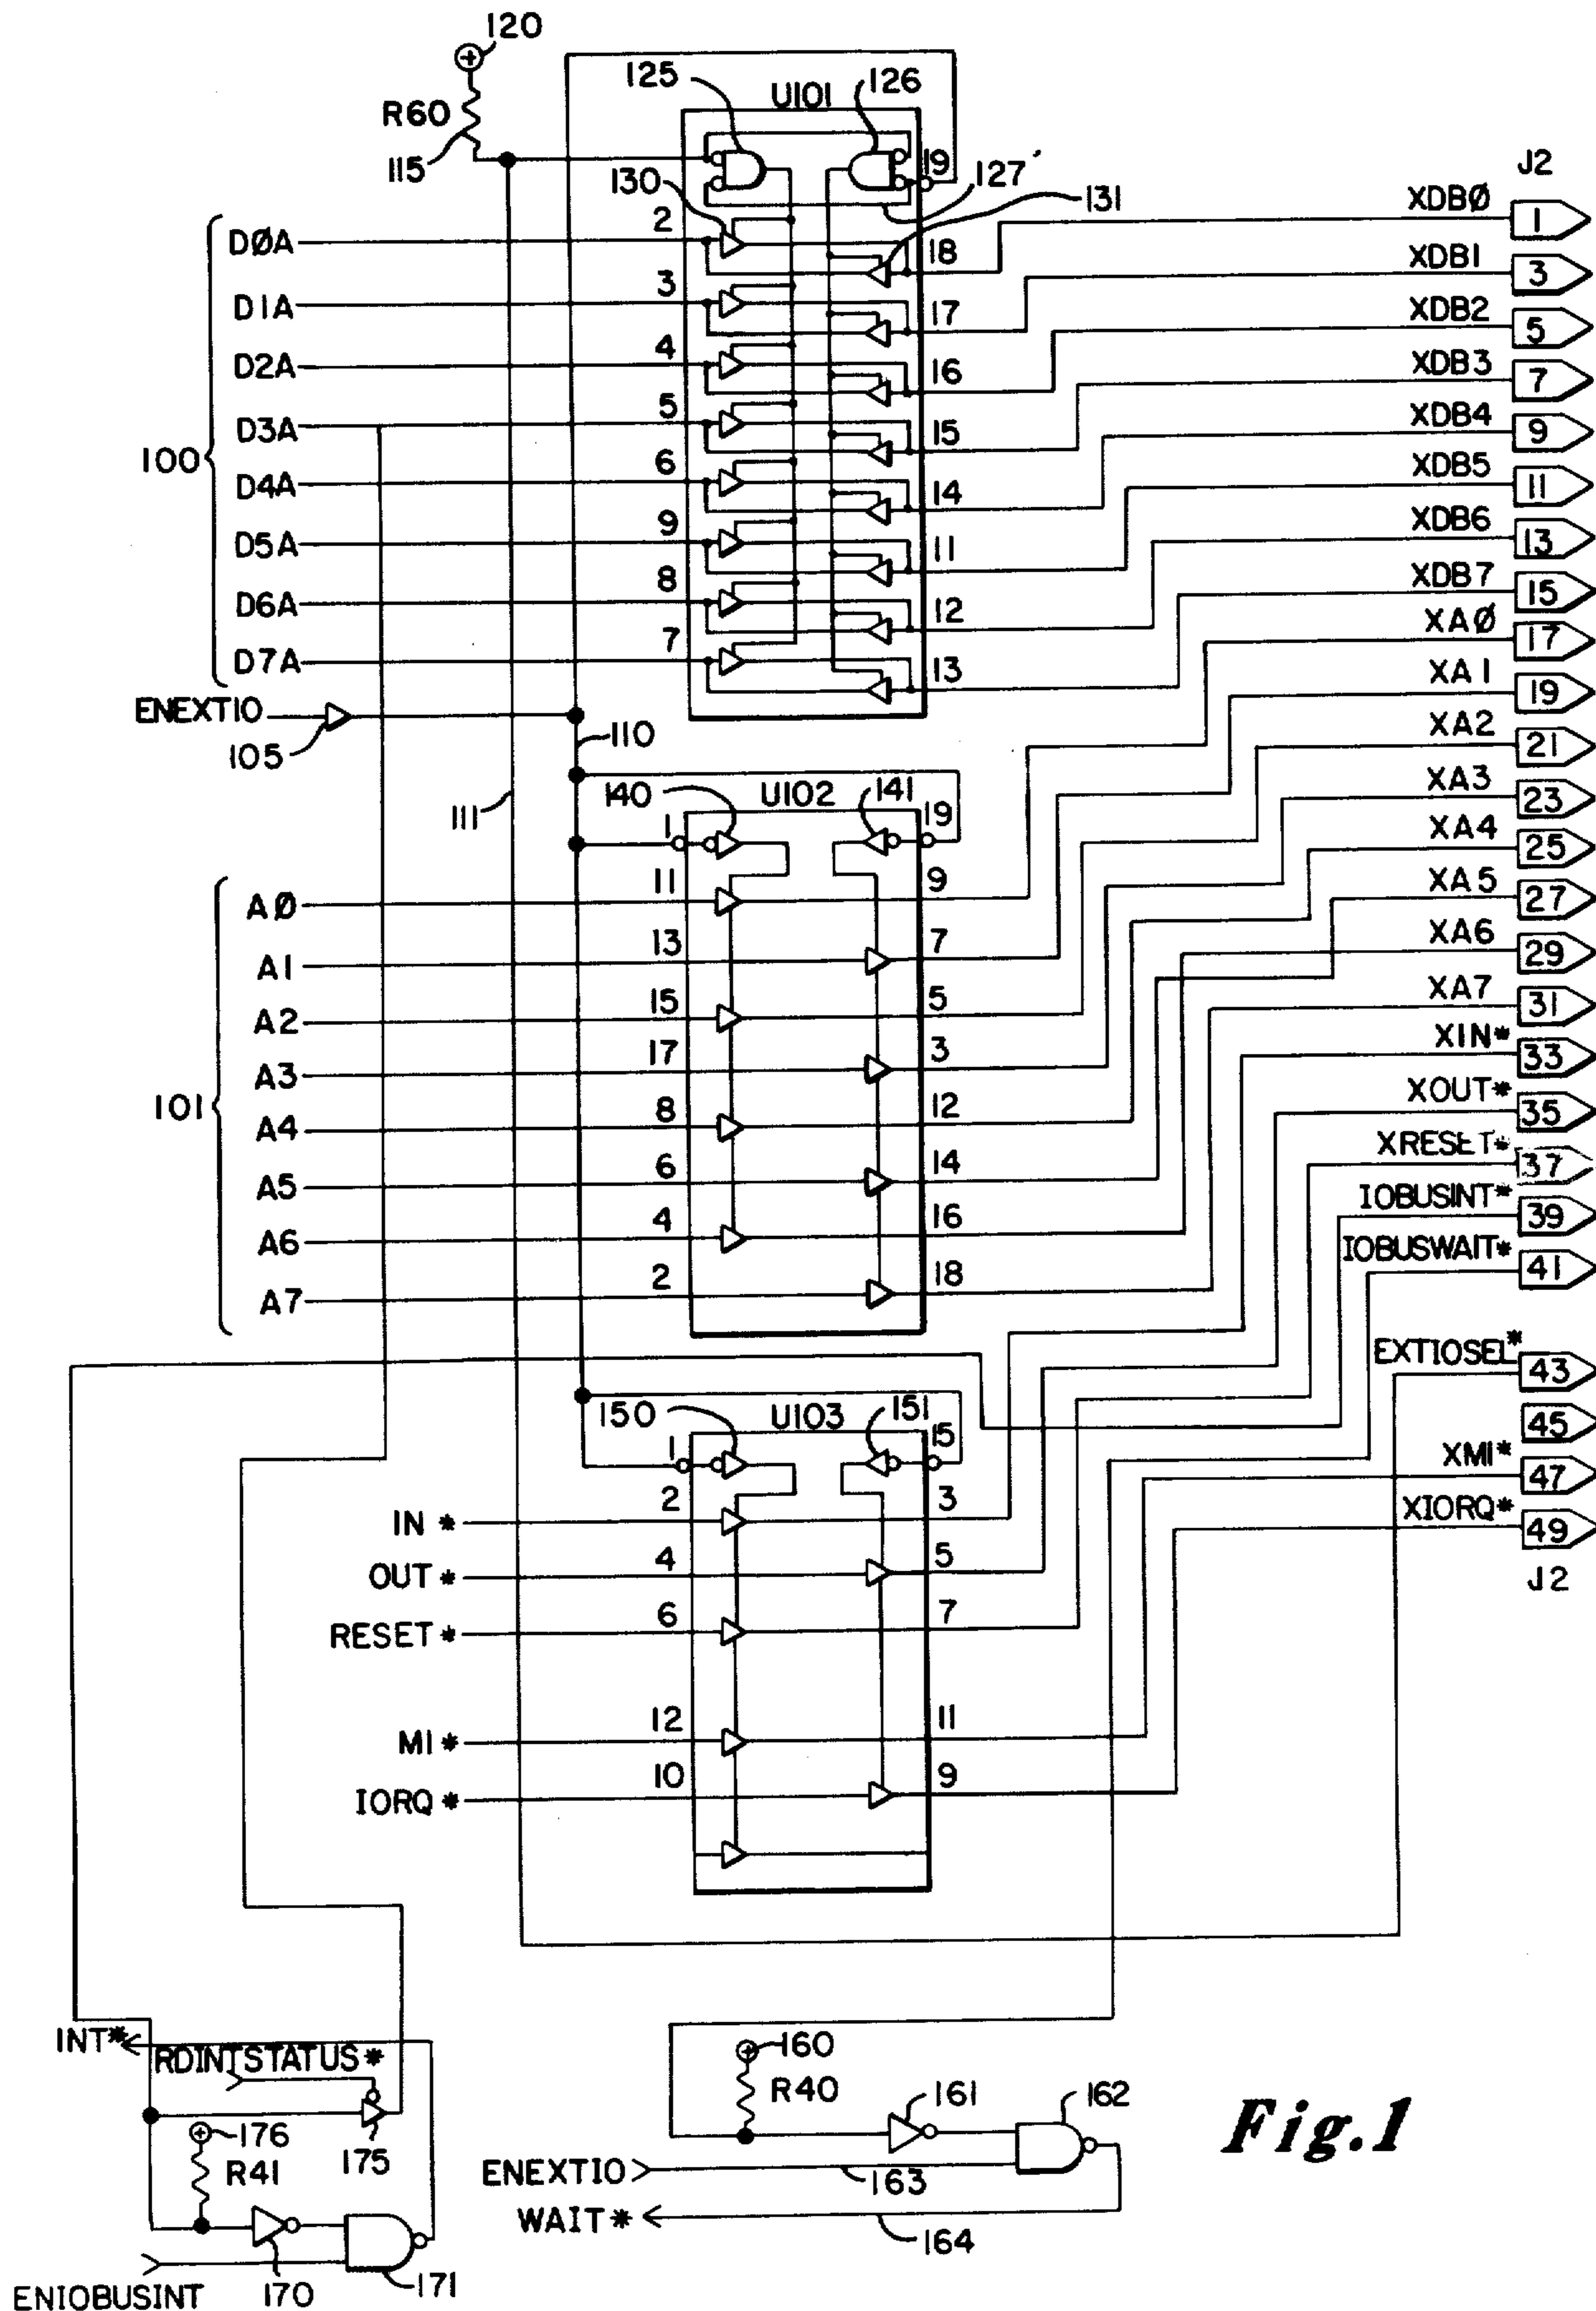 120
125
U101
126
R60
115
19
127'
J2
130
131
XDBØ 1
DØA 2 18
XDB1 3
D1A 3 17
XDB2 5
D2A 4 16
XDB3 7
D3A 5 15
XDB4 9
100
D4A 6 14
XDB5 11
D5A 9 11
XDB6 13
D6A 8 12
XDB7 15
D7A 7 13
XAØ 17
XA1 19
ENEXTIO
105
110
XA2 21
111
140 U102 141
XA3 23
1 19
XA4 25
AØ 11 9
XA5 27
A1 13 7
XA6 29
A2 15 5
XA7 31
A3 17 3
XIN* 33
101
A4 8 12
XOUT* 35
A5 6 14
XRESET* 37
A6 4 16
IOBUSINT* 39
A7 2 18
IOBUSWAIT* 41
EXTIOSEL* 43
150 U103 151
45
1 15
XM1* 47
IN* 2 3
XIORQ* 49
OUT* 4 5
J2
RESET* 6 7
M1* 12 11
IORQ* 10 9
INT*
RDINTSTATUS*
160
R40
161
162
176
R41
175
ENEXTIO
163
WAIT*
164
ENIOBUSINT
170
171
Fig.1